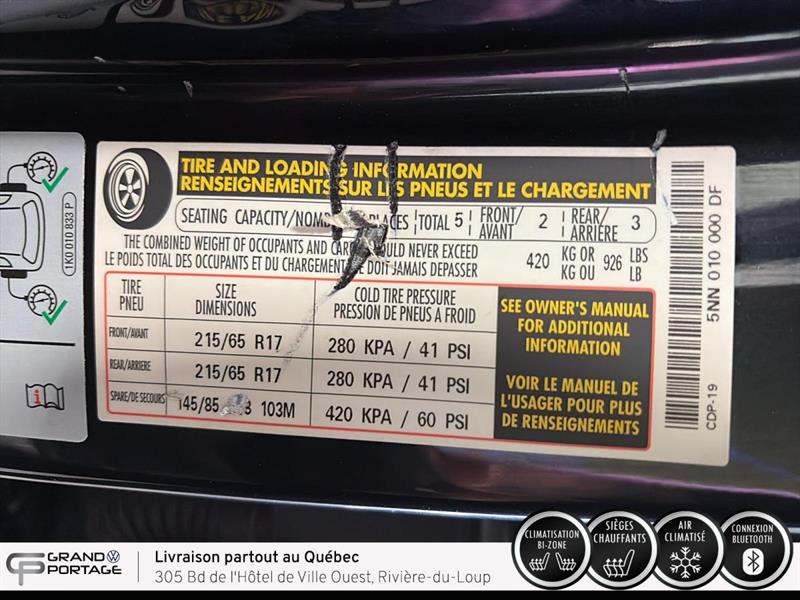 1K0 010 833 P
TIRE AND LOADING INFORMATION
RENSEIGNEMENTS SUR LES PNEUS ET LE CHARGEMENT
SEATING CAPACITY/ TOTAL 5 FRONT/AVANT 2 REAR/ARRIÈRE 3
THE COMBINED WEIGHT OF OCCUPANTS AND SHOULD NEVER EXCEED 420 KG OR 926 LBS
LE POIDS TOTAL DES OCCUPANTS ET DU CHARGEMENT NE DOIT JAMAIS DEPASSER KG OU LB
TIRE SIZE COLD TIRE PRESSURE
PNEU DIMENSIONS PRESSION DE PNEUS A FROID
FRONT/AVANT 215/65 R17 280 KPA / 41 PSI
REAR/ARRIERE 215/65 R17 280 KPA / 41 PSI
SPARE/DE SECOURS 145/85 103M 420 KPA / 60 PSI
SEE OWNER'S MANUAL
FOR ADDITIONAL
INFORMATION
VOIR LE MANUEL DE
L'USAGER POUR PLUS
DE RENSEIGNEMENTS
5NN 010 000 DF
CDP-19
GP GRAND PORTAGE
Livraison partout au Québec
305 Bd de l'Hôtel de Ville Ouest, Rivière-du-Loup
CLIMATISATION
BI-ZONE
SIÈGES
CHAUFFANTS
AIR
CLIMATISÉ
CONNEXION
BLUETOOTH